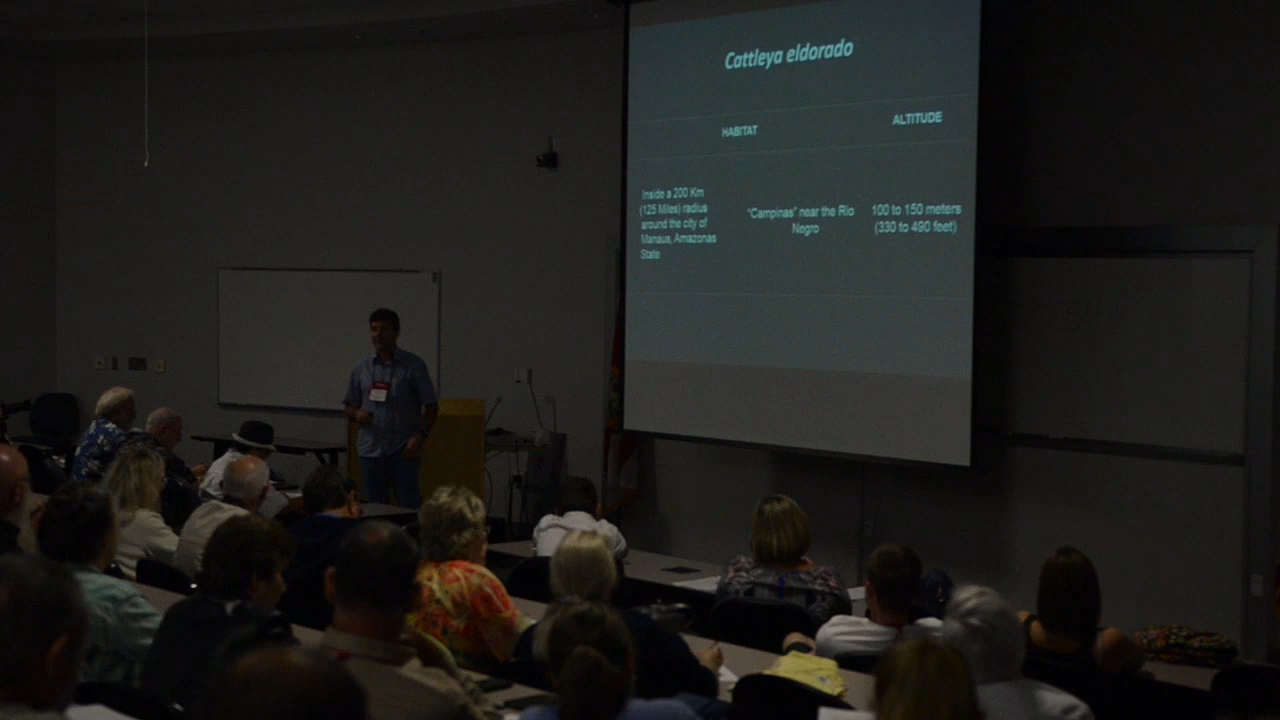 Cattleya eldorado
HABITAT
ALTITUDE
Inside a 200 Km
(125 Miles) radius
around the city of
Manaus, Amazonas
State
"Campinas" near the Rio
Negro
100 to 150 meters
(330 to 490 feet)